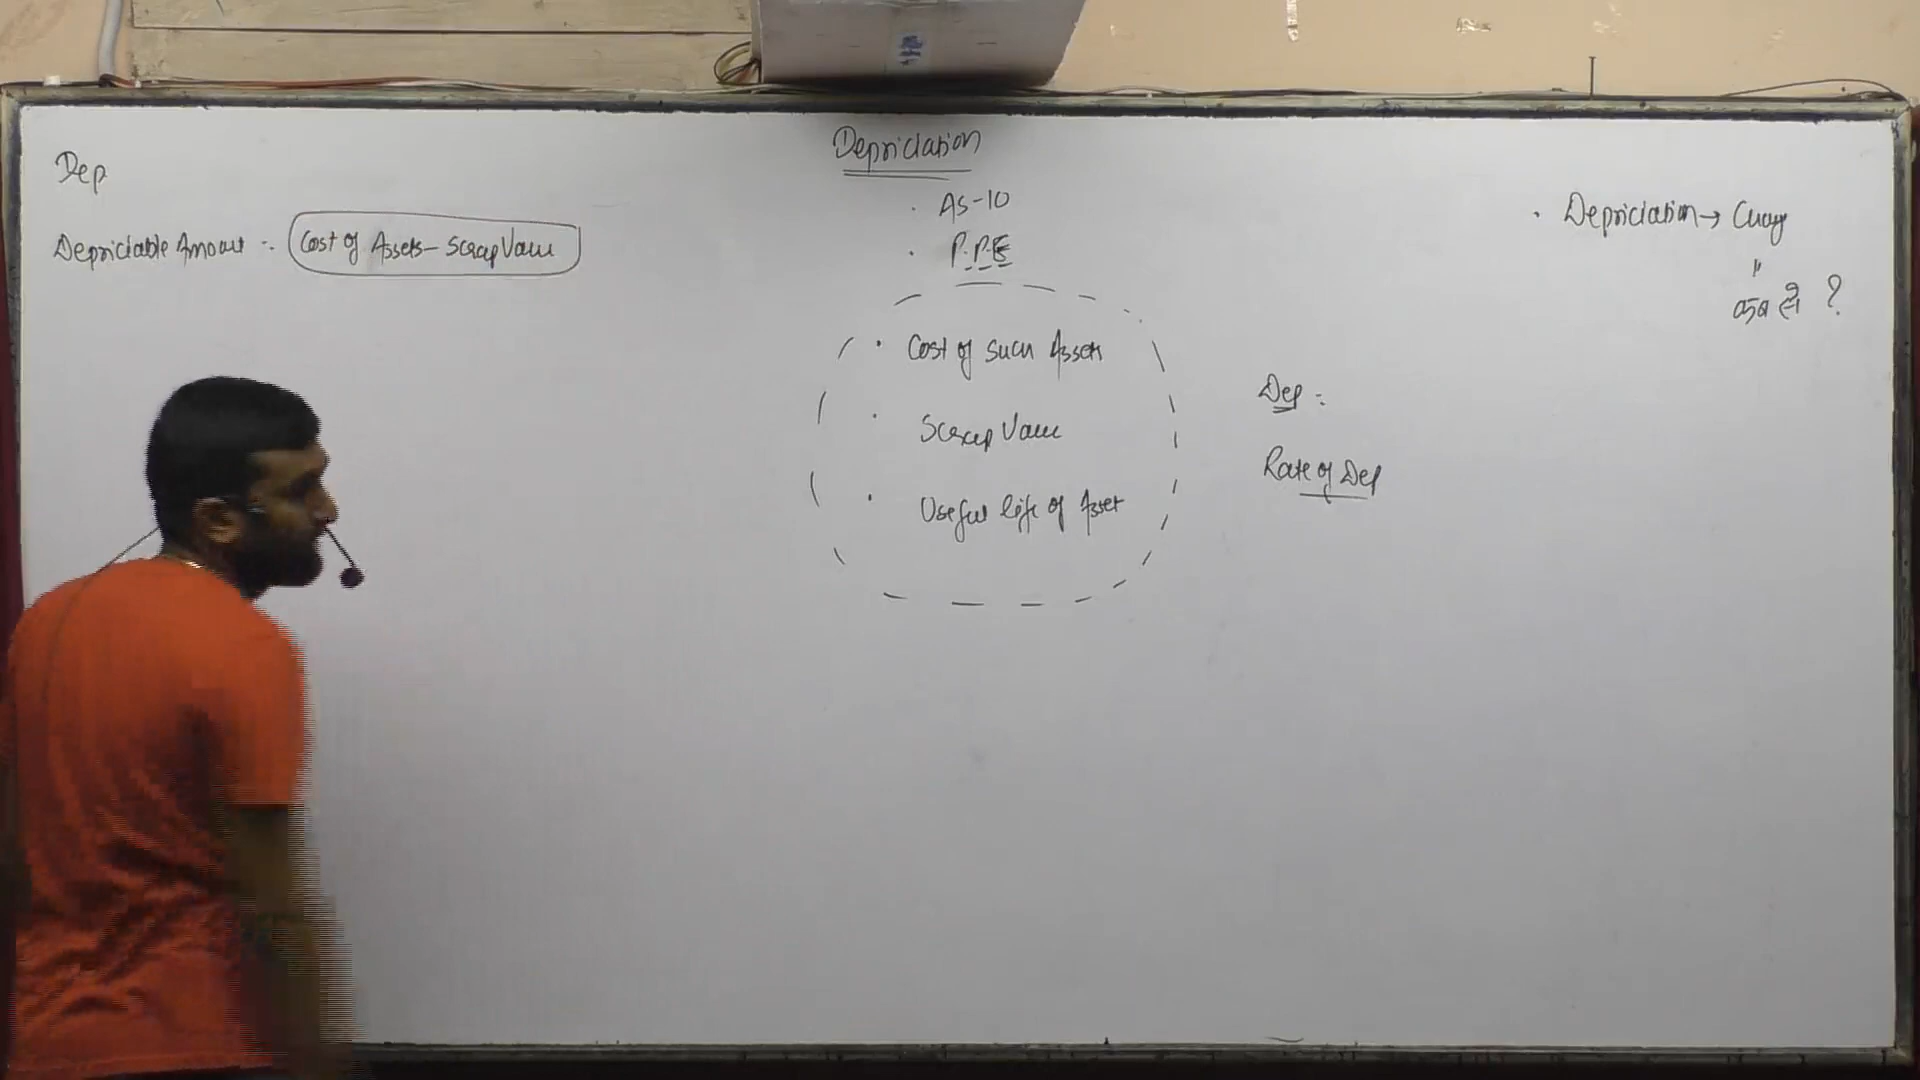 Depriciation
Dep
. AS-10
. P.P.E
Depriciable Amount :- Cost of Assets - Scrap Value
. Cost of such Assets
. Scrap Value
. Useful life of Asset
Dep :
Rate of Dep
. Depriciation → Charge
"
कब से ?